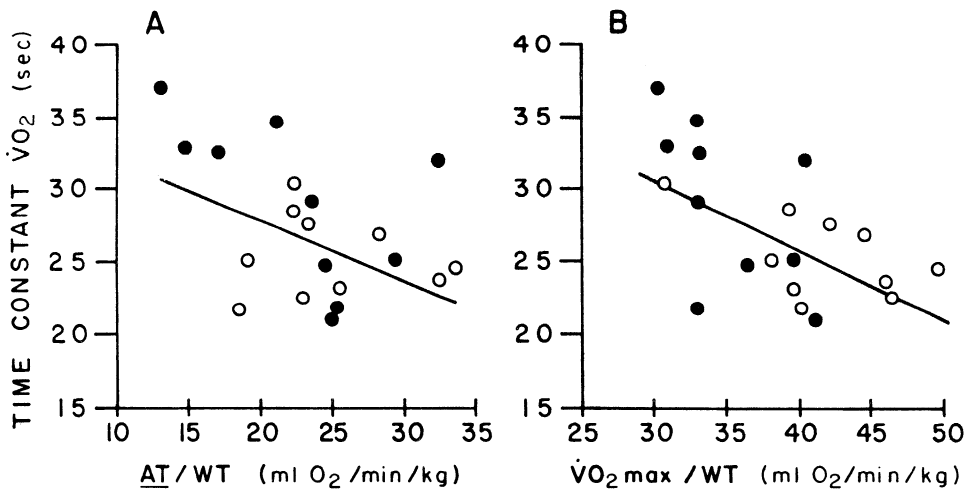 A
B
TIME CONSTANT V̇O₂ (sec)
40
35
30
25
20
15
10 15 20 25 30 35
AT/WT (ml O₂/min/kg)
40
35
30
25
20
15
25 30 35 40 45 50
V̇O₂ max/WT (ml O₂/min/kg)